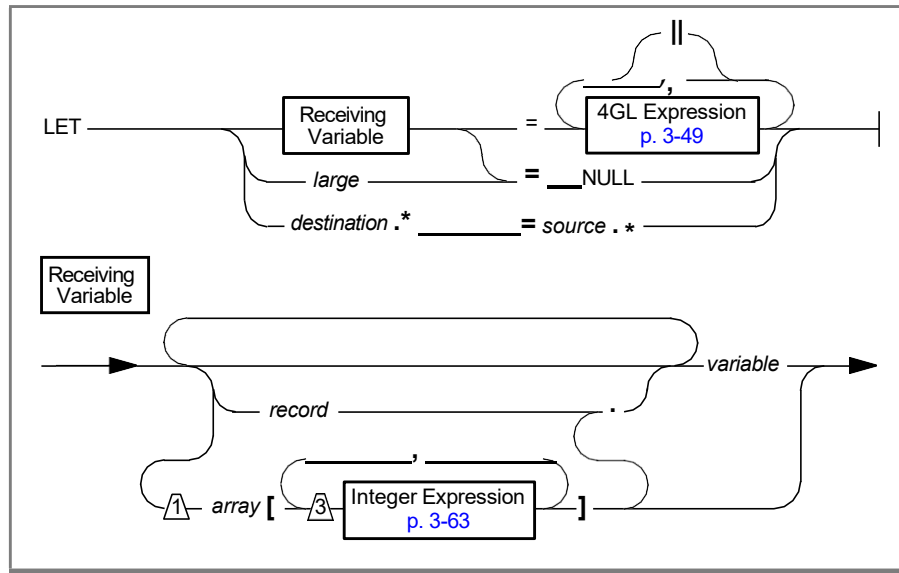 ||
,
LET Receiving Variable = 4GL Expression p. 3-49
large = NULL
destination .* = source . *
Receiving
Variable
variable
record .
,
1 array [ 3 Integer Expression p. 3-63 ]